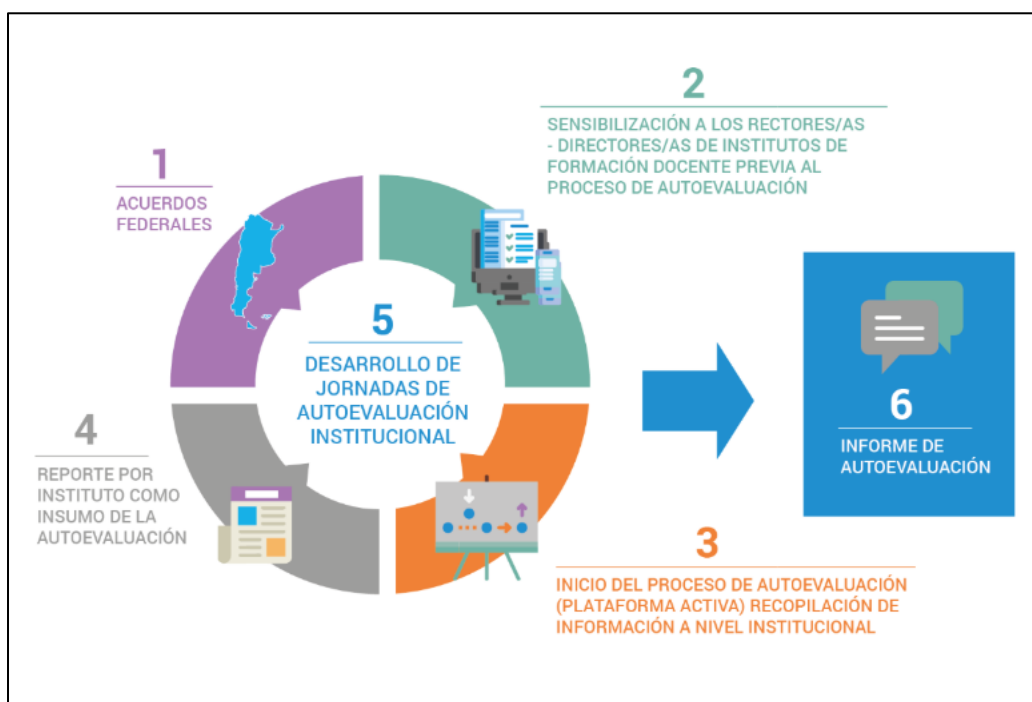 1
ACUERDOS
FEDERALES
2
SENSIBILIZACIÓN A LOS RECTORES/AS
- DIRECTORES/AS DE INSTITUTOS DE
FORMACIÓN DOCENTE PREVIA AL
PROCESO DE AUTOEVALUACIÓN
3
INICIO DEL PROCESO DE AUTOEVALUACIÓN
(PLATAFORMA ACTIVA) RECOPILACIÓN DE
INFORMACIÓN A NIVEL INSTITUCIONAL
4
REPORTE POR
INSTITUTO COMO
INSUMO DE LA
AUTOEVALUACIÓN
5
DESARROLLO DE
JORNADAS DE
AUTOEVALUACIÓN
INSTITUCIONAL
6
INFORME DE
AUTOEVALUACIÓN